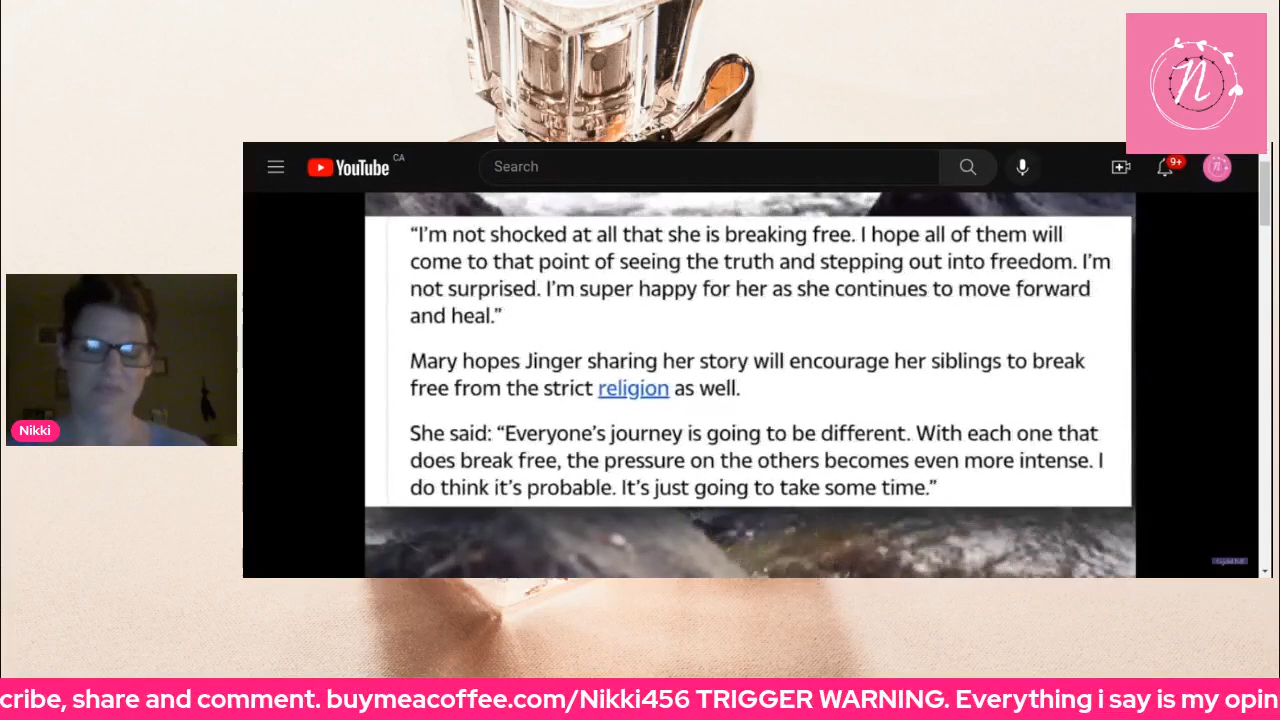 N
YouTube
CA
Search
9+
“I’m not shocked at all that she is breaking free. I hope all of them will
come to that point of seeing the truth and stepping out into freedom. I’m
not surprised. I’m super happy for her as she continues to move forward
and heal.”
Mary hopes Jinger sharing her story will encourage her siblings to break
free from the strict religion as well.
She said: “Everyone’s journey is going to be different. With each one that
does break free, the pressure on the others becomes even more intense. I
do think it’s probable. It’s just going to take some time.”
Nikki
cribe, share and comment. buymeacoffee.com/Nikki456 TRIGGER WARNING. Everything i say is my opin